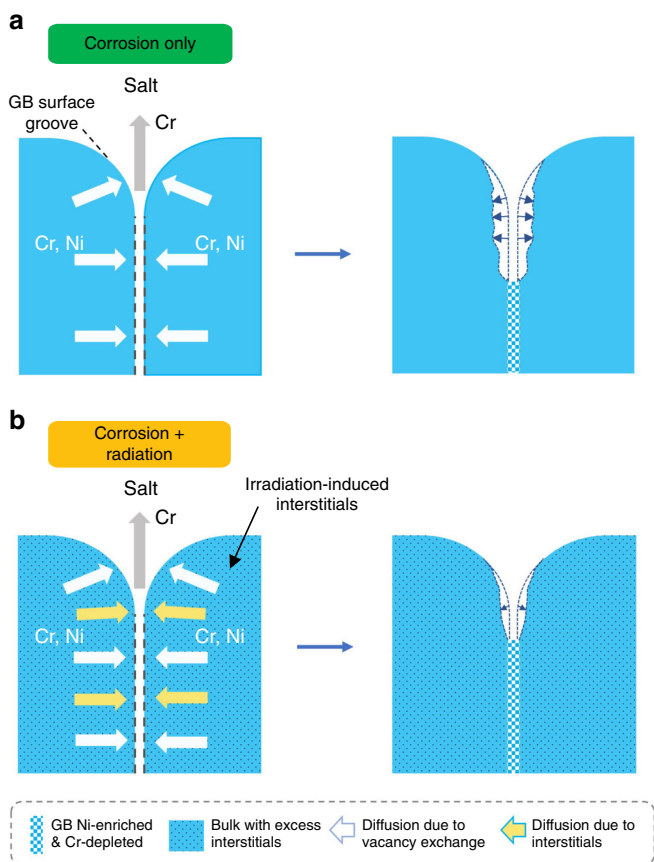 a
Corrosion only
Salt
GB surface
groove
Cr
Cr, Ni
Cr, Ni
b
Corrosion +
radiation
Salt
Irradiation-induced
interstitials
Cr
Cr, Ni
Cr, Ni
GB Ni-enriched
& Cr-depleted
Bulk with excess
interstitials
Diffusion due to
vacancy exchange
Diffusion due to
interstitials